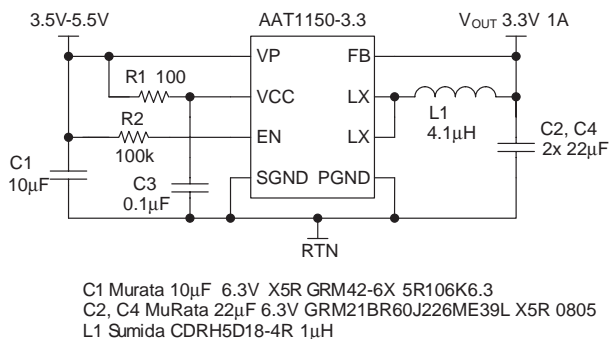 3.5V-5.5V
AAT1150-3.3
VOUT 3.3V 1A
VP
FB
R1 100
VCC
LX
L1
4.1µH
R2
100k
EN
LX
C2, C4
2x 22µF
C1
10µF
C3
0.1µF
SGND
PGND
RTN
C1 Murata 10µF 6.3V X5R GRM42-6X 5R106K6.3
C2, C4 MuRata 22µF 6.3V GRM21BR60J226ME39L X5R 0805
L1 Sumida CDRH5D18-4R 1µH